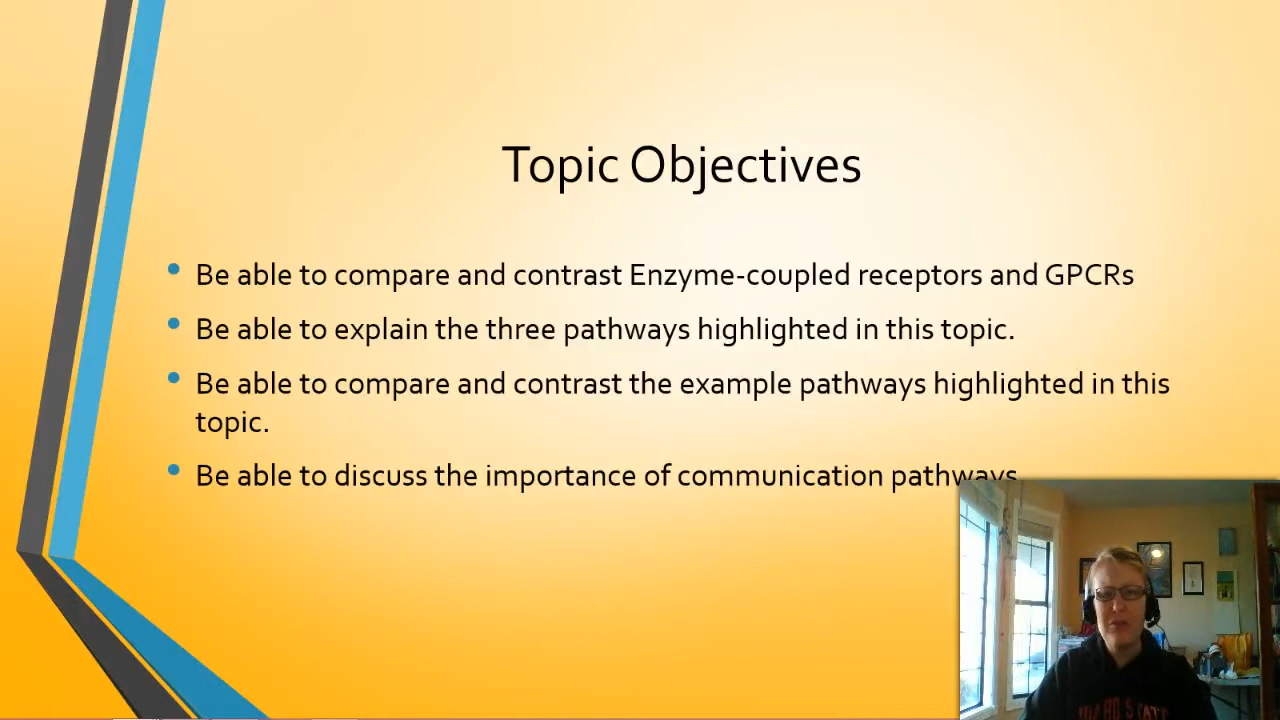 Topic Objectives
• Be able to compare and contrast Enzyme-coupled receptors and GPCRs
• Be able to explain the three pathways highlighted in this topic.
• Be able to compare and contrast the example pathways highlighted in this
topic.
• Be able to discuss the importance of communication pathways